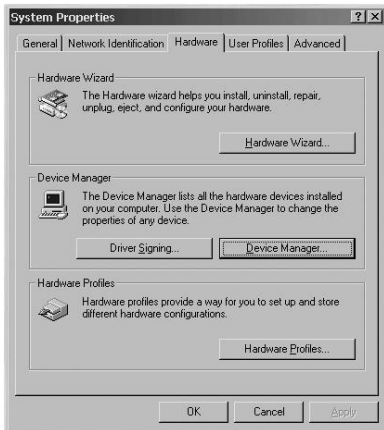 System Properties
General Network Identification Hardware User Profiles Advanced
Hardware Wizard
The Hardware wizard helps you install, uninstall, repair,
unplug, eject, and configure your hardware.
Hardware Wizard...
Device Manager
The Device Manager lists all the hardware devices installed
on your computer. Use the Device Manager to change the
properties of any device.
Driver Signing... Device Manager...
Hardware Profiles
Hardware profiles provide a way for you to set up and store
different hardware configurations.
Hardware Profiles...
OK Cancel Apply